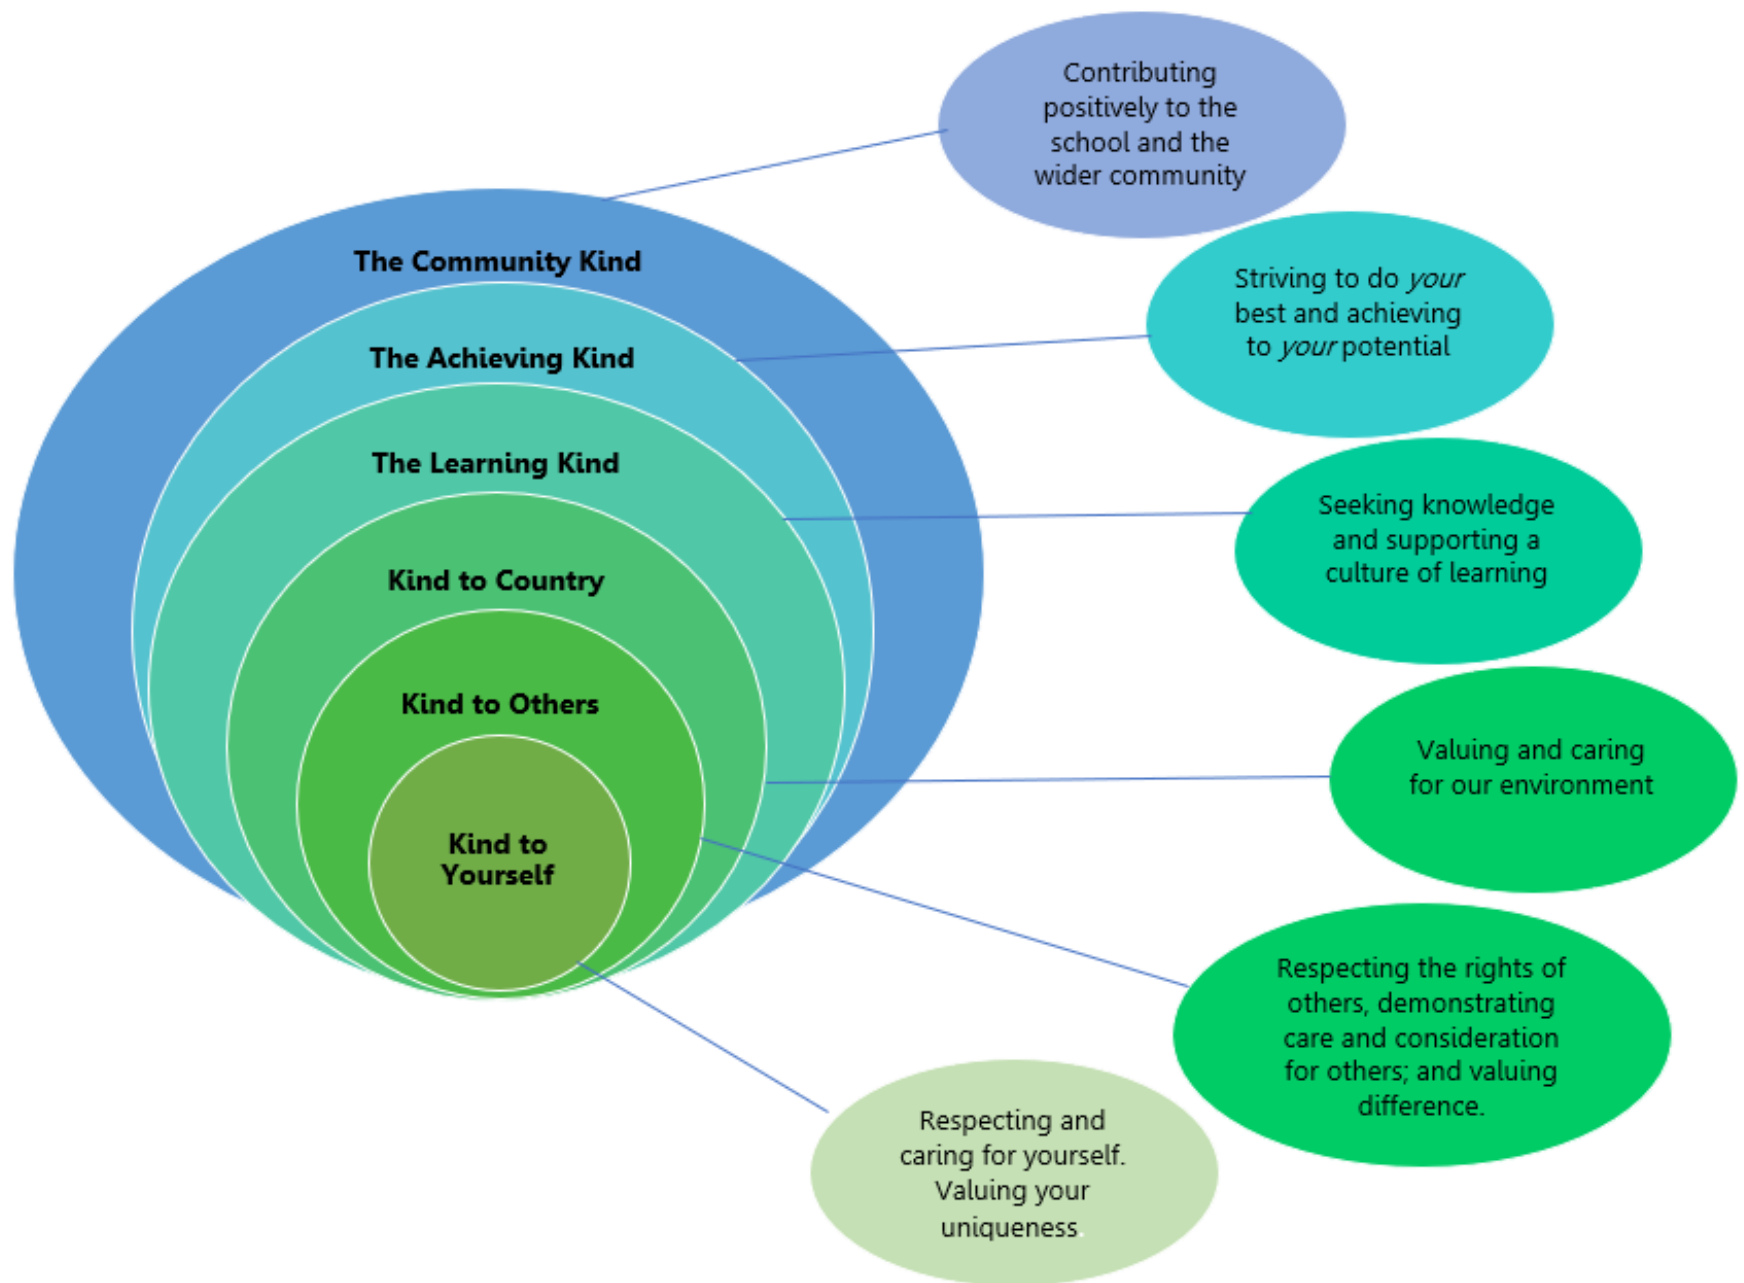 Contributing
positively to the
school and the
wider community
The Community Kind
Striving to do your
best and achieving
to your potential
The Achieving Kind
The Learning Kind
Seeking knowledge
and supporting a
culture of learning
Kind to Country
Valuing and caring
for our environment
Kind to Others
Respecting the rights of
others, demonstrating
care and consideration
for others; and valuing
difference.
Kind to
Yourself
Respecting and
caring for yourself.
Valuing your
uniqueness.